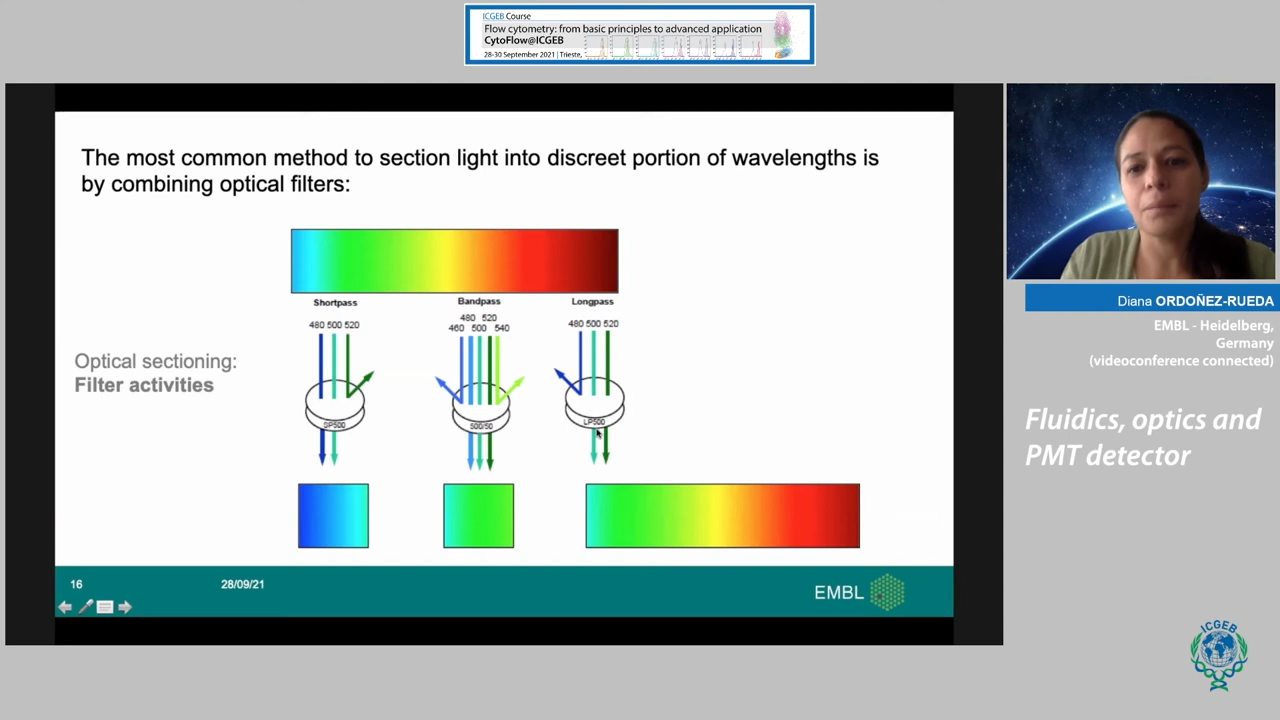 ICGEB Course
Flow cytometry: from basic principles to advanced application
CytoFlow@ICGEB
28-30 September 2021 | Trieste,
The most common method to section light into discreet portion of wavelengths is
by combining optical filters:
Shortpass
Bandpass
Longpass
480 500 520
480 520
460 500 540
480 500 520
Optical sectioning:
Filter activities
SP500
500/50
LP500
16
28/09/21
EMBL
Diana ORDOÑEZ-RUEDA
EMBL - Heidelberg,
Germany
(videoconference connected)
Fluidics, optics and
PMT detector
ICGEB